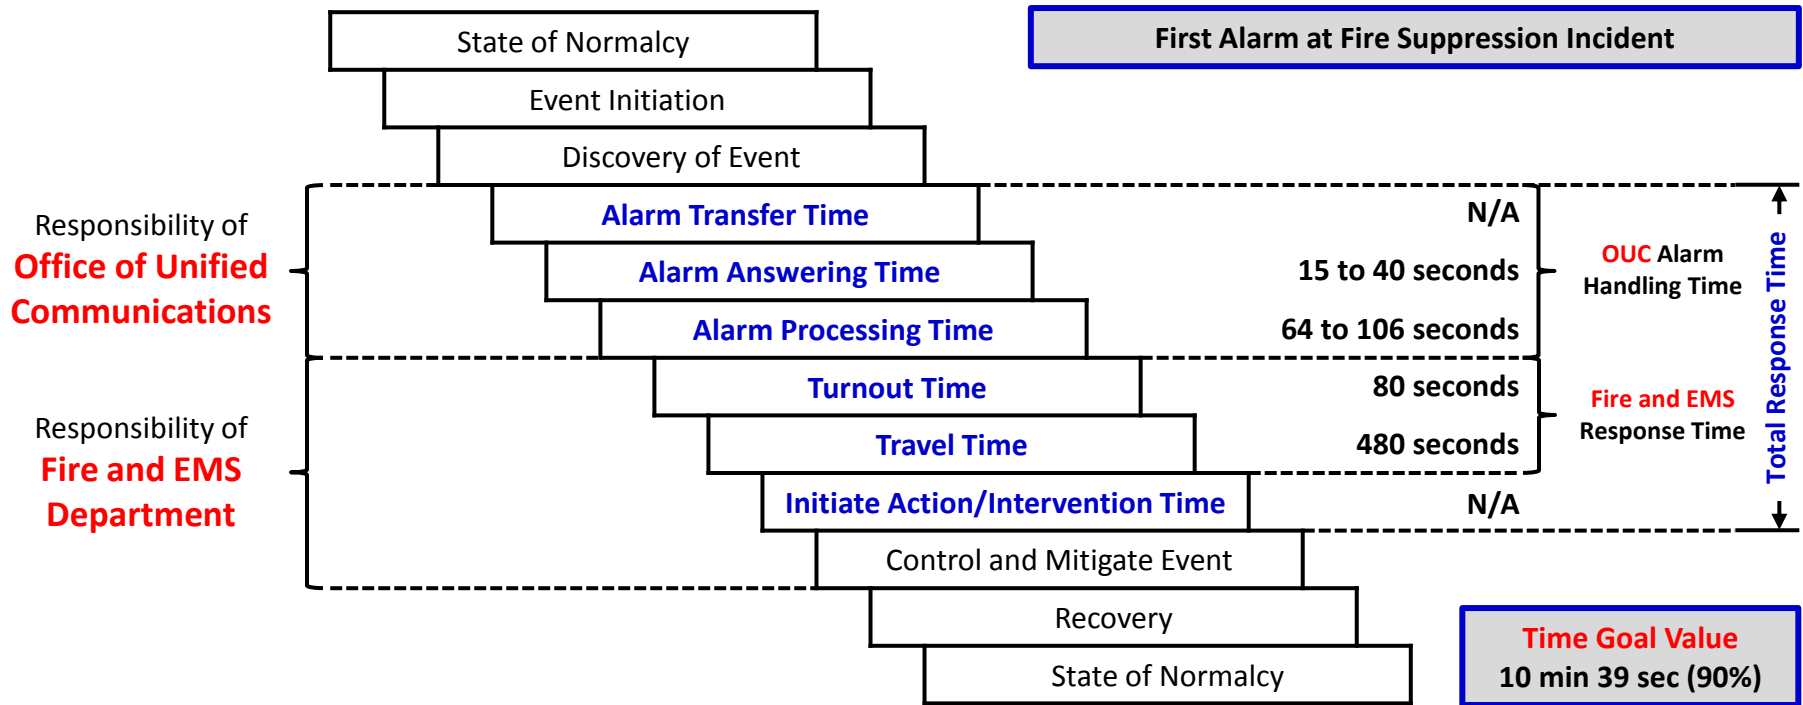 State of Normalcy
First Alarm at Fire Suppression Incident
Event Initiation
Discovery of Event
Responsibility of
Office of Unified
Communications
Alarm Transfer Time
N/A
Alarm Answering Time
15 to 40 seconds
Alarm Processing Time
64 to 106 seconds
OUC Alarm
Handling Time
Total Response Time
Responsibility of
Fire and EMS
Department
Turnout Time
80 seconds
Travel Time
480 seconds
Fire and EMS
Response Time
Initiate Action/Intervention Time
N/A
Control and Mitigate Event
Recovery
State of Normalcy
Time Goal Value
10 min 39 sec (90%)